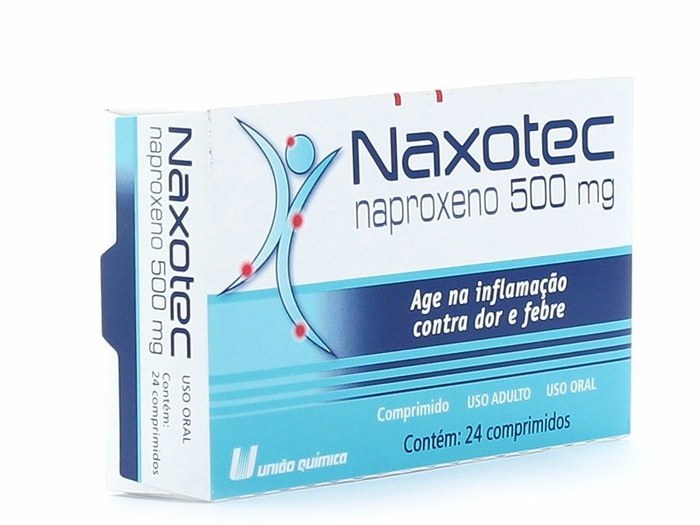 Naxotec
naproxeno 500 mg
Age na inflamação
contra dor e febre
Comprimido USO ADULTO USO ORAL
Contém: 24 comprimidos
união química
Naxotec
naproxeno 500 mg
USO ORAL
Contém:
24 comprimidos